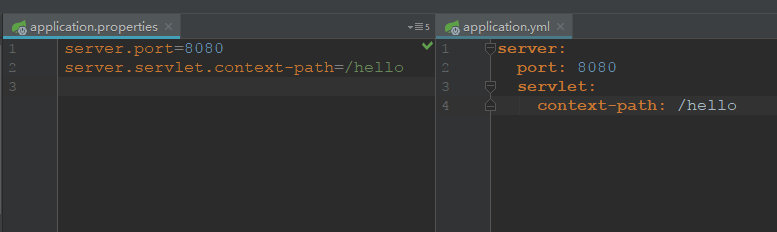 application.properties
5
application.yml
1 server.port=8080
2 server.servlet.context-path=/hello
3
1 server:
2   port: 8080
3   servlet:
4     context-path: /hello